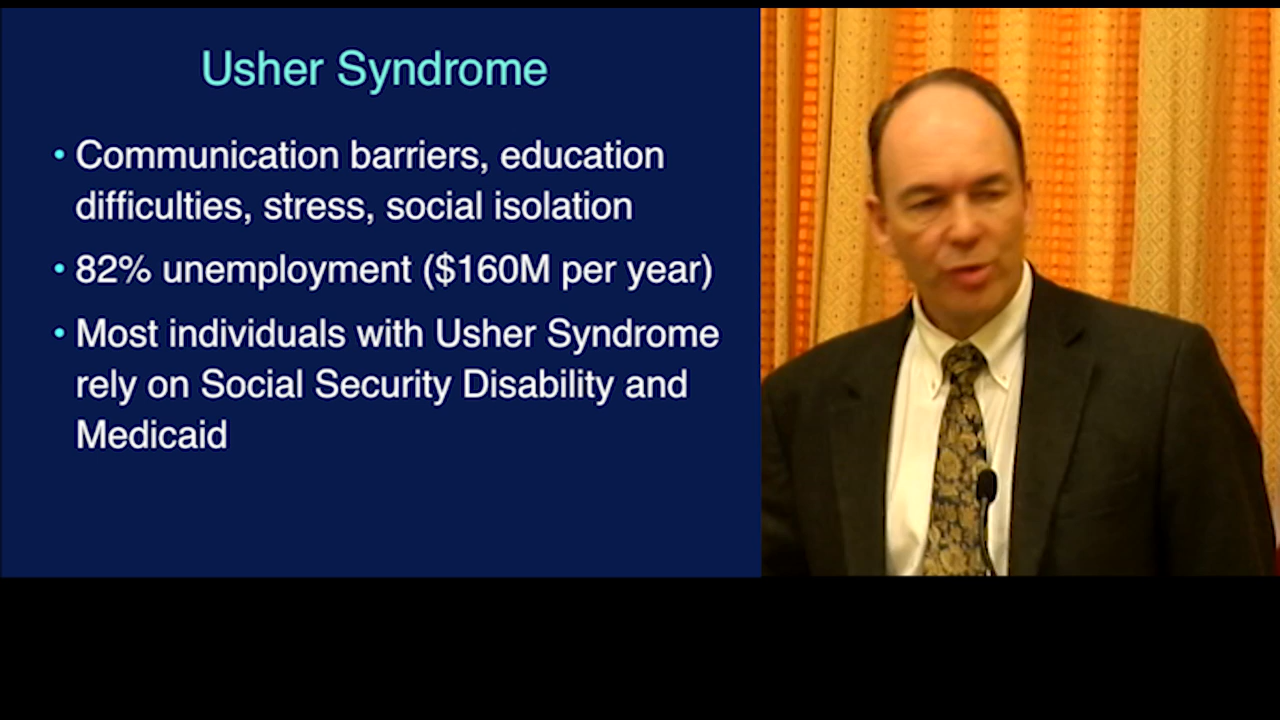 Usher Syndrome
• Communication barriers, education
difficulties, stress, social isolation
• 82% unemployment ($160M per year)
• Most individuals with Usher Syndrome
rely on Social Security Disability and
Medicaid